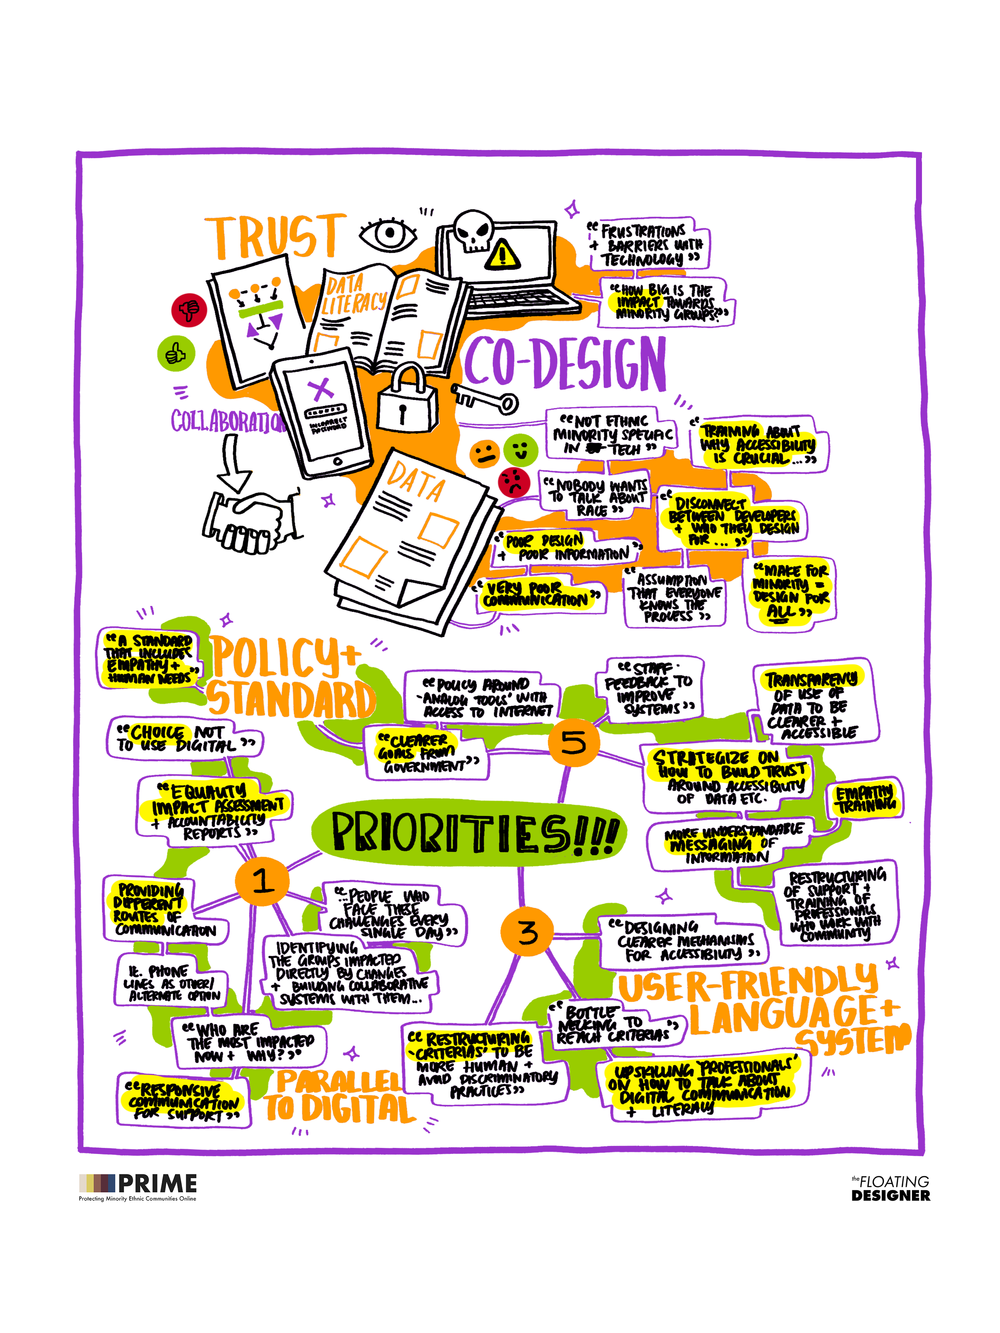 TRUST
"FRUSTRATIONS
+ BARRIERS WITH
TECHNOLOGY"
"HOW BIG IS THE
IMPACT TOWARDS
MINORITY GROUPS?"
DATA
LITERACY
CO-DESIGN
COLLABORATION
INCORRECT
PASSWORD
DATA
"NOT ETHNIC
MINORITY SPECIFIC
IN TECH"
"TRAINING ABOUT
WHY ACCESSIBILITY
IS CRUCIAL..."
"NOBODY WANTS
TO TALK ABOUT
RACE"
"DISCONNECT
BETWEEN DEVELOPERS
+ WHO THEY DESIGN
FOR..."
"POOR DESIGN
+ POOR INFORMATION"
"VERY POOR
COMMUNICATION"
"ASSUMPTION
THAT EVERYONE
KNOWS THE
PROCESS"
"MAKE FOR
MINORITY =
DESIGN FOR
ALL"
"A STANDARD
THAT INCLUDES
EMPATHY +
HUMAN NEEDS"
POLICY +
STANDARD
"POLICY AROUND
'ANALOG TOOLS' WITH
ACCESS TO INTERNET
"STAFF
FEEDBACK TO
IMPROVE
SYSTEMS"
TRANSPARENCY
OF USE OF
DATA TO BE
CLEARER +
ACCESSIBLE
"CHOICE NOT
TO USE DIGITAL"
"CLEARER
GOALS FROM
GOVERNMENT"
5
STRATEGIZE ON
HOW TO BUILD TRUST
AROUND ACCESSIBILITY
OF DATA ETC.
EMPATHY
TRAINING
"EQUALITY
IMPACT ASSESSMENT
+ ACCOUNTABILITY
REPORTS"
PRIORITIES!!!
MORE UNDERSTANDABLE
MESSAGING OF
INFORMATION
RESTRUCTURING
OF SUPPORT +
TRAINING OF
PROFESSIONALS
WHO WORK WITH
COMMUNITY
1
PROVIDING
DIFFERENT
ROUTES OF
COMMUNICATION
"...PEOPLE WHO
FACE THESE
CHALLENGES EVERY
SINGLE DAY"
IDENTIFYING
THE GROUPS IMPACTED
DIRECTLY BY CHANGES
+ BUILDING COLLABORATIVE
SYSTEMS WITH THEM...
IE. PHONE
LINES AS OTHER/
ALTERNATE OPTION
"WHO ARE
THE MOST IMPACTED
NOW + WHY?"
"RESPONSIVE
COMMUNICATION
FOR SUPPORT"
PARALLEL
TO DIGITAL
3
"DESIGNING
CLEARER MECHANISMS
FOR ACCESSIBILITY"
USER-FRIENDLY
LANGUAGE +
SYSTEM
"BOTTLE
NECKING TO
REACH CRITERIAS"
"RESTRUCTURING
'CRITERIAS' TO BE
MORE HUMAN +
AVOID DISCRIMINATORY
PRACTICES"
UPSKILLING 'PROFESSIONALS'
ON HOW TO TALK ABOUT
DIGITAL COMMUNICATION
+ LITERACY
PRIME
Protecting Minority Ethnic Communities Online
the FLOATING
DESIGNER